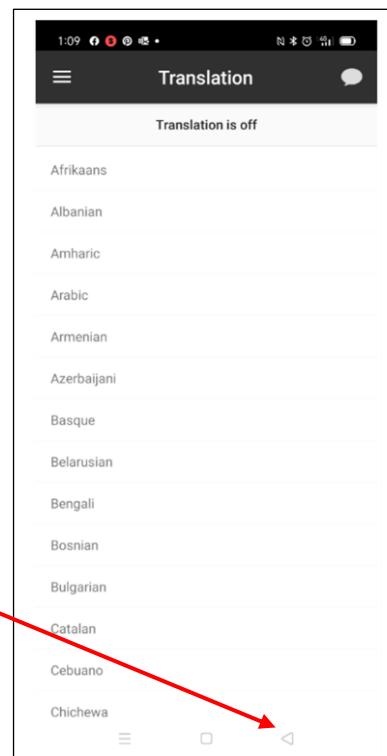 1:09
Translation
Translation is off
Afrikaans
Albanian
Amharic
Arabic
Armenian
Azerbaijani
Basque
Belarusian
Bengali
Bosnian
Bulgarian
Catalan
Cebuano
Chichewa